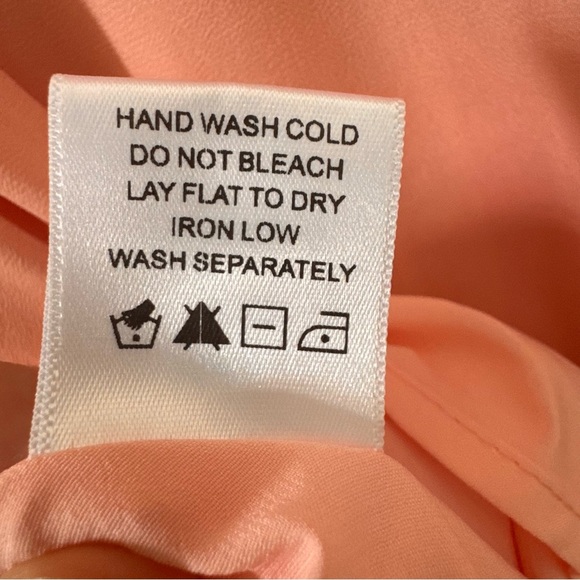 HAND WASH COLD
DO NOT BLEACH
LAY FLAT TO DRY
IRON LOW
WASH SEPARATELY